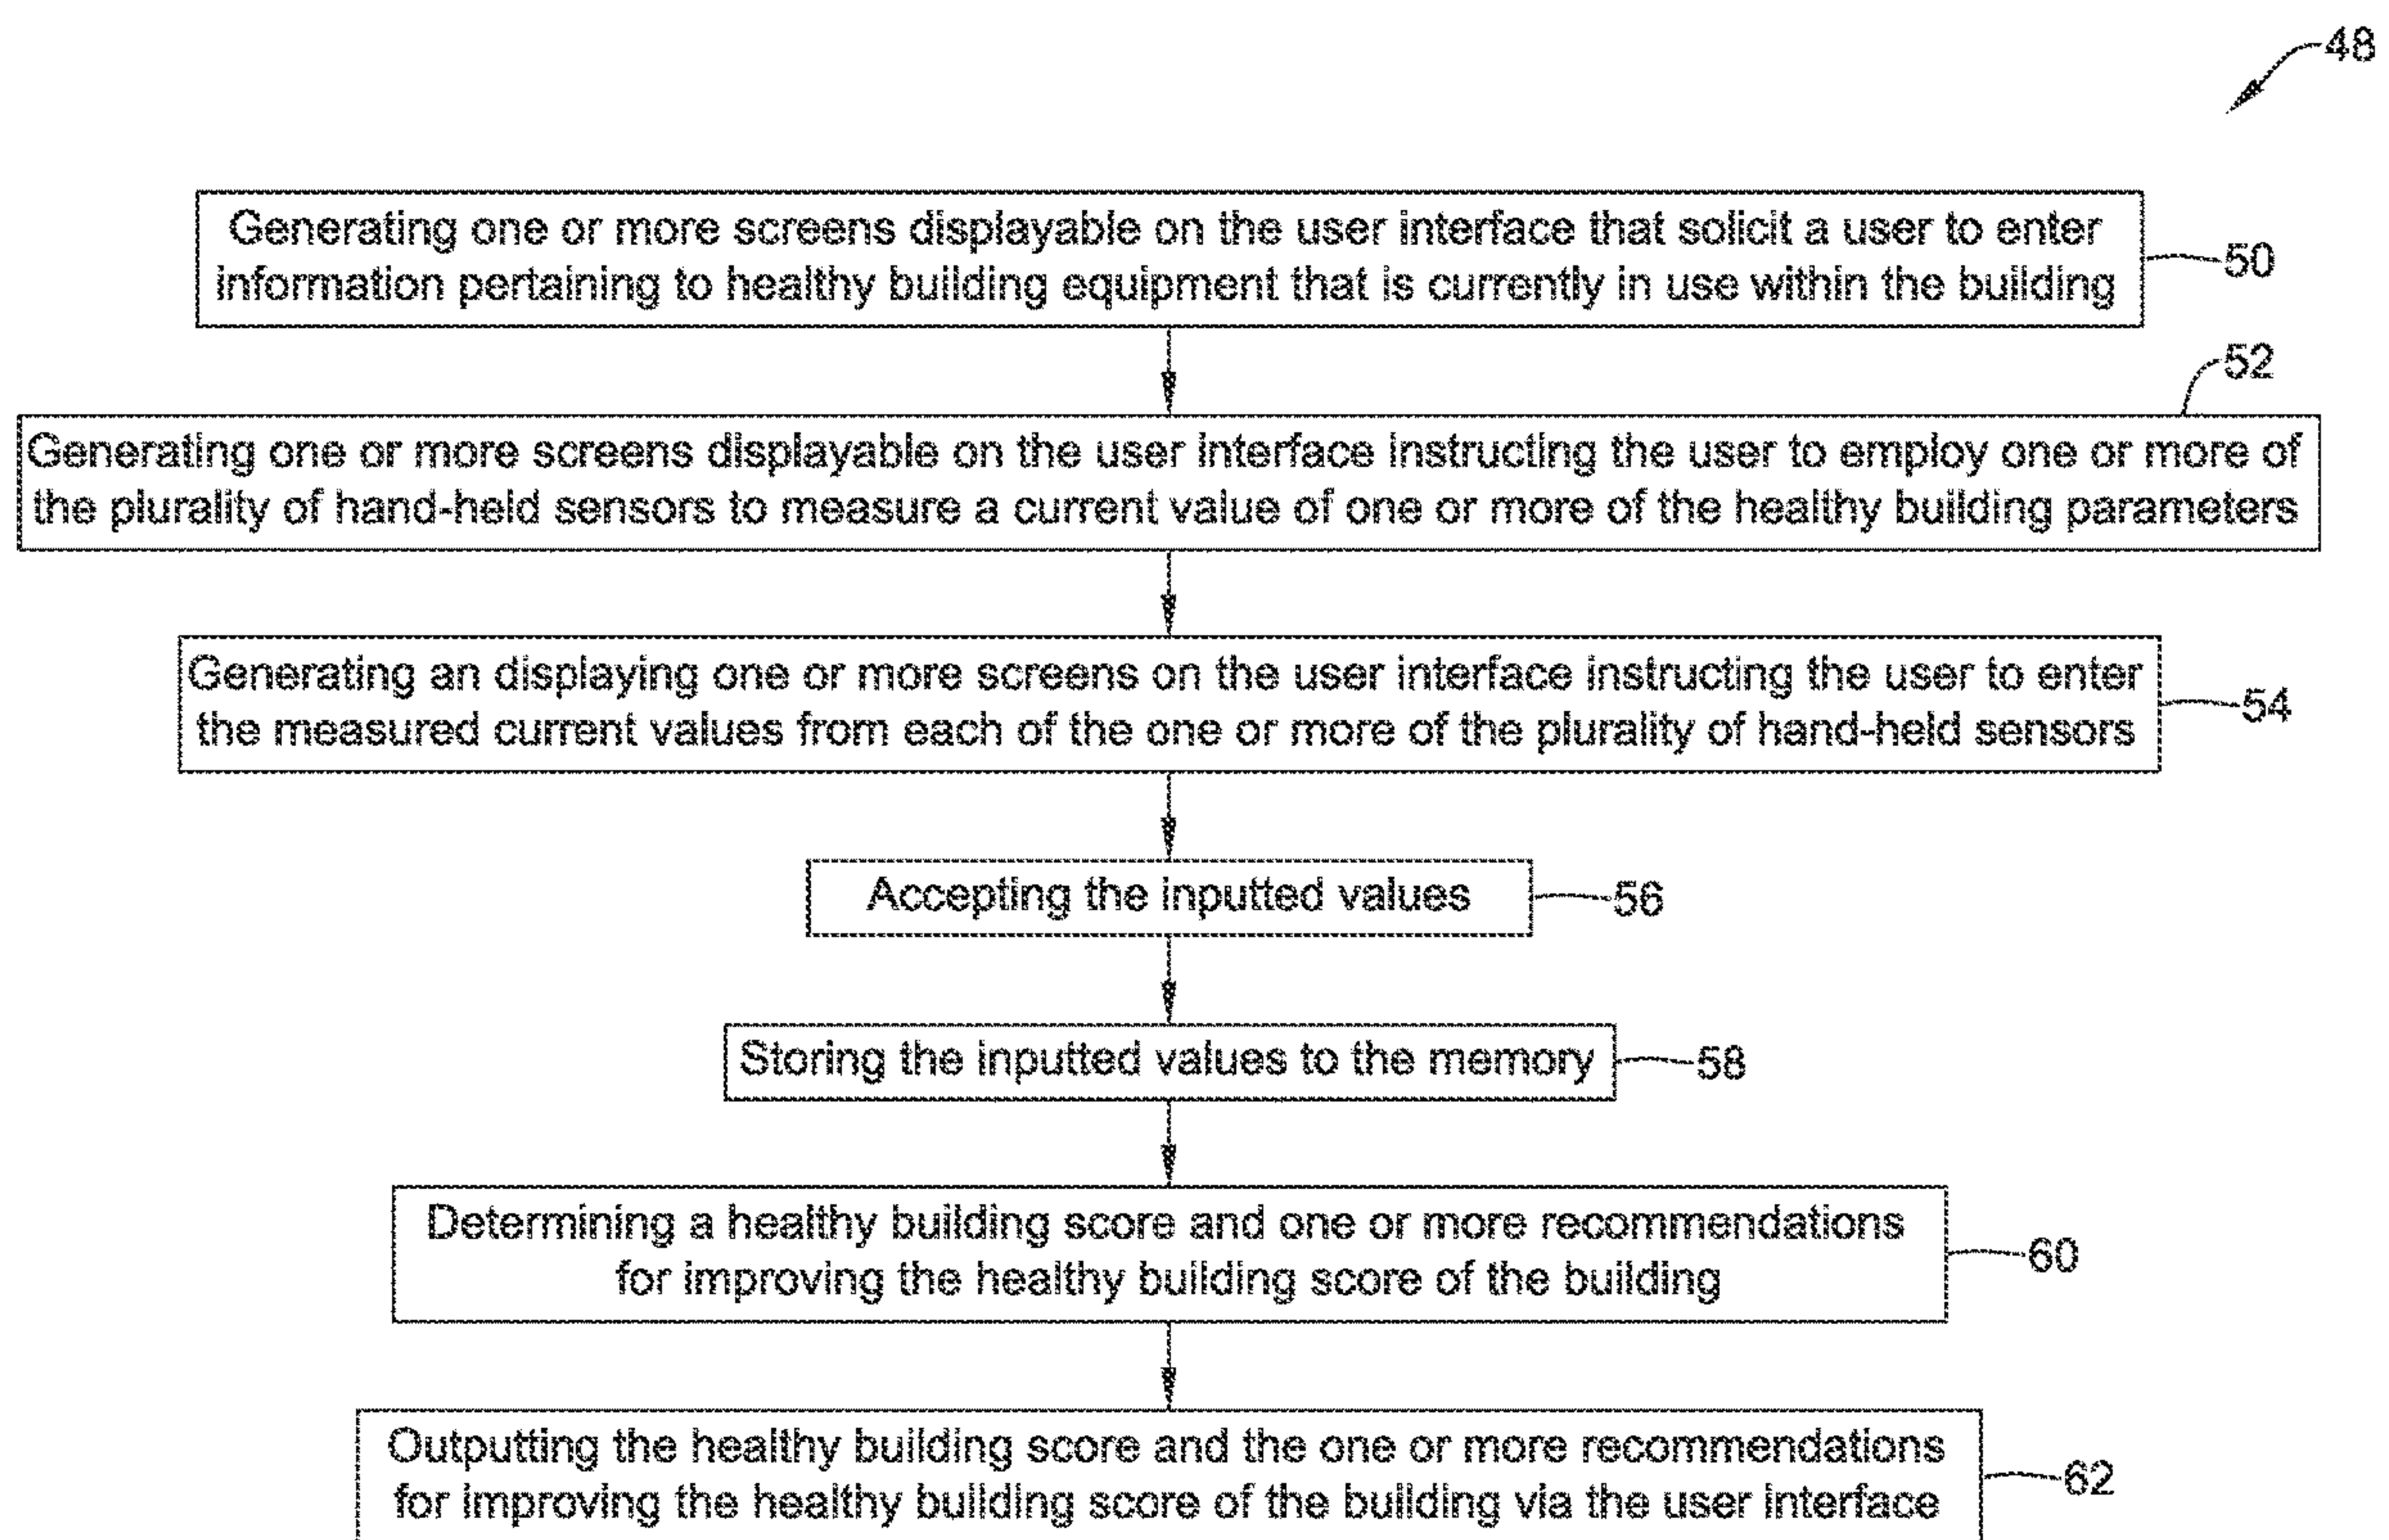 48
Generating one or more screens displayable on the user interface that solicit a user to enter
information pertaining to healthy building equipment that is currently in use within the building
50
52
Generating one or more screens displayable on the user interface instructing the user to employ one or more of
the plurality of hand-held sensors to measure a current value of one or more of the healthy building parameters
Generating an displaying one or more screens on the user interface instructing the user to enter
the measured current values from each of the one or more of the plurality of hand-held sensors
54
Accepting the inputted values
56
Storing the inputted values to the memory
58
Determining a healthy building score and one or more recommendations
for improving the healthy building score of the building
60
Outputting the healthy building score and the one or more recommendations
for improving the healthy building score of the building via the user interface
62